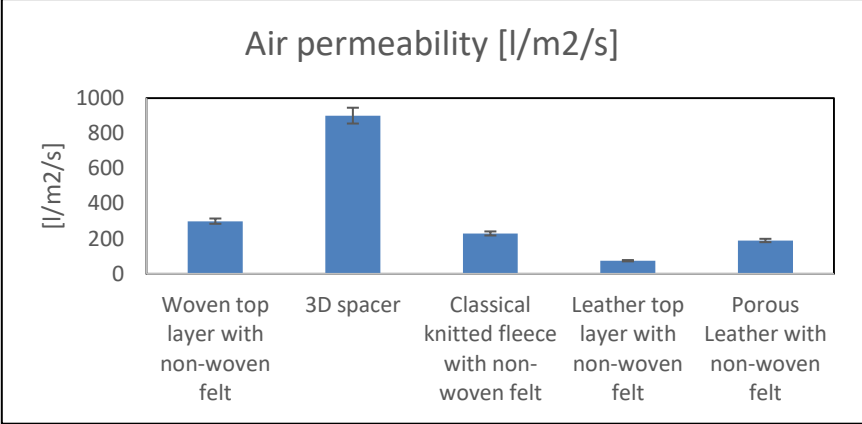 Air permeability [l/m2/s]
[l/m2/s]
1000
800
600
400
200
0
Woven top
layer with
non-woven
felt
3D spacer
Classical
knitted fleece
with non-
woven felt
Leather top
layer with
non-woven
felt
Porous
Leather with
non-woven
felt